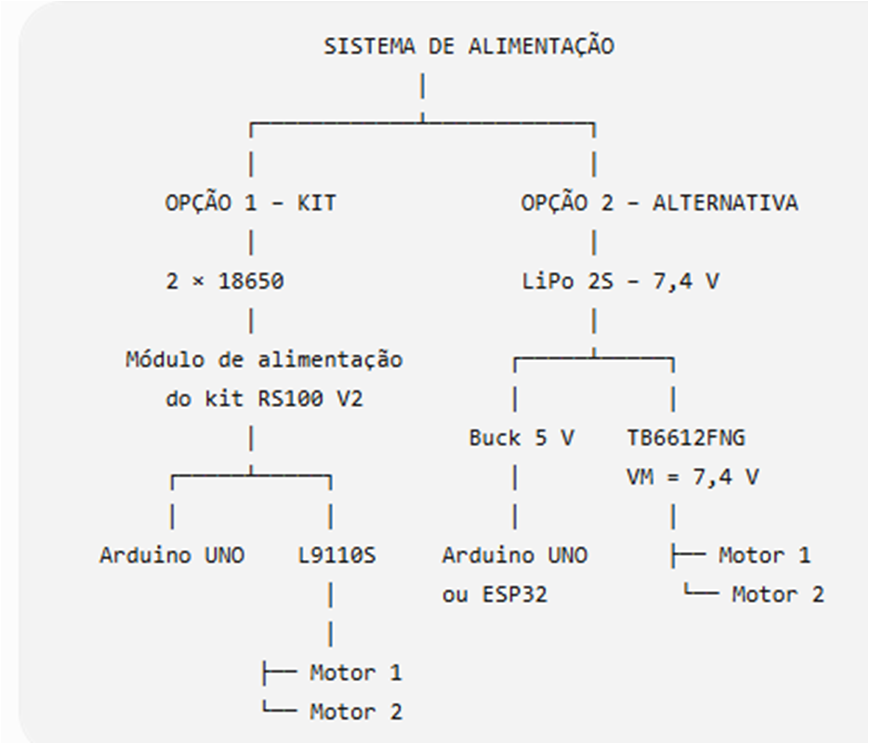 SISTEMA DE ALIMENTAÇÃO
OPÇÃO 1 – KIT
OPÇÃO 2 – ALTERNATIVA
2 × 18650
LiPo 2S – 7,4 V
Módulo de alimentação
do kit RS100 V2
Buck 5 V
TB6612FNG
VM = 7,4 V
Arduino UNO
L9110S
Arduino UNO
ou ESP32
Motor 1
Motor 2
Motor 1
Motor 2